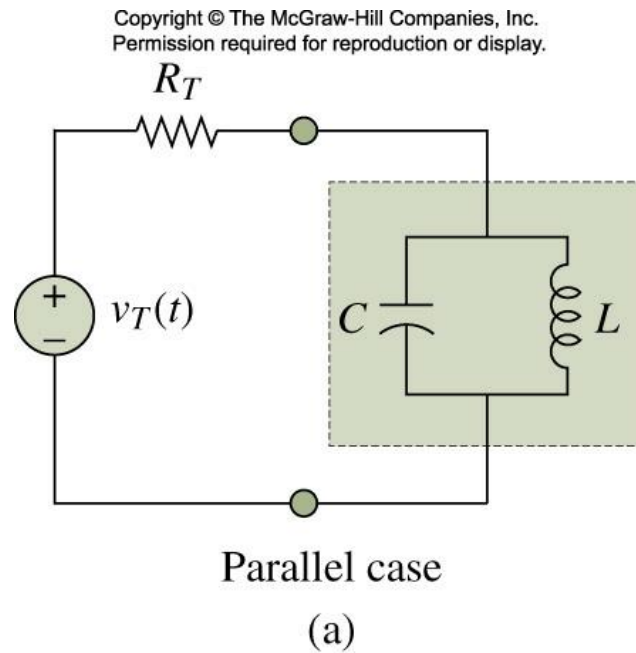 Copyright © The McGraw-Hill Companies, Inc.
Permission required for reproduction or display.
R_T
+
v_T(t)
−
C
L
Parallel case
(a)